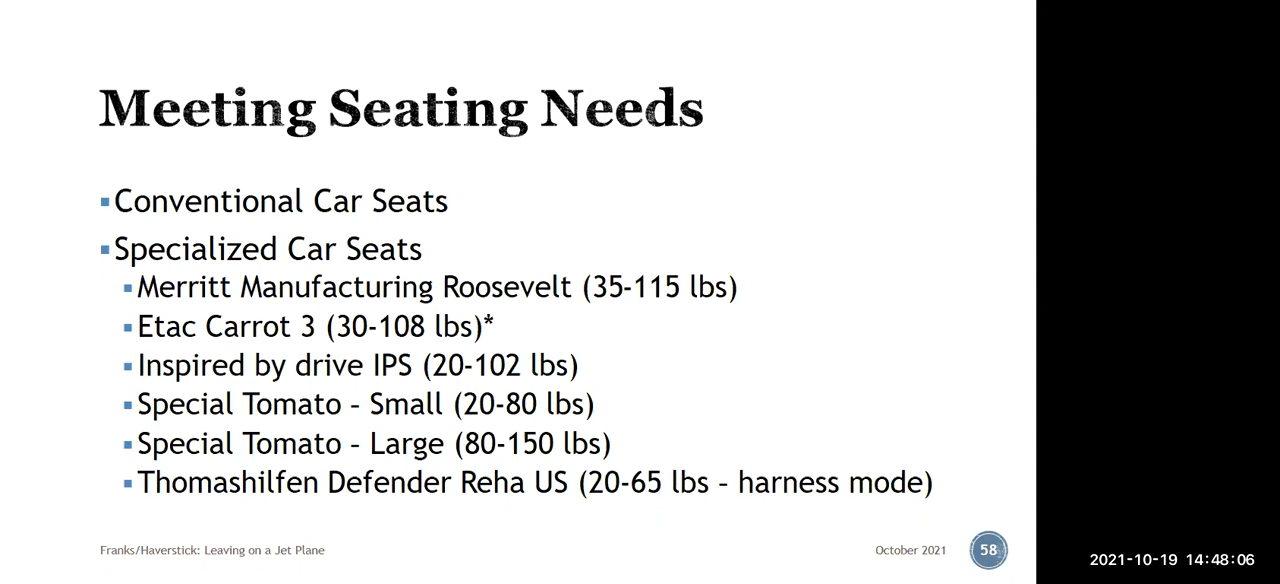 Meeting Seating Needs
▪Conventional Car Seats
▪Specialized Car Seats
▪Merritt Manufacturing Roosevelt (35-115 lbs)
▪Etac Carrot 3 (30-108 lbs)*
▪Inspired by drive IPS (20-102 lbs)
▪Special Tomato – Small (20-80 lbs)
▪Special Tomato – Large (80-150 lbs)
▪Thomashilfen Defender Reha US (20-65 lbs – harness mode)
Franks/Haverstick: Leaving on a Jet Plane
October 2021
58
2021-10-19 14:48:06